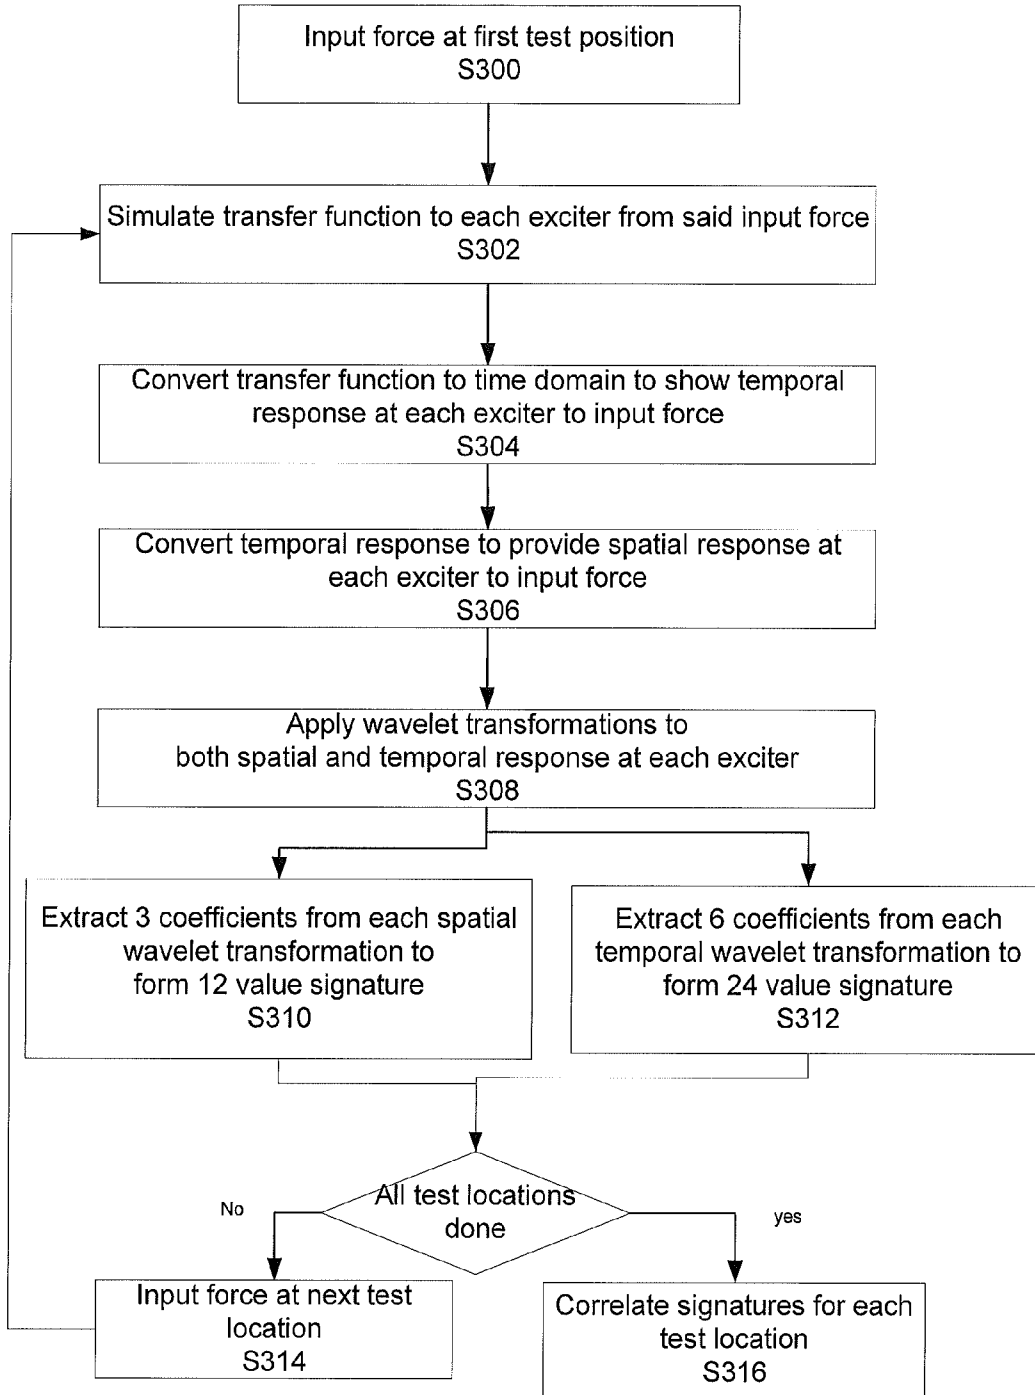 Input force at first test position
S300
Simulate transfer function to each exciter from said input force
S302
Convert transfer function to time domain to show temporal
response at each exciter to input force
S304
Convert temporal response to provide spatial response at
each exciter to input force
S306
Apply wavelet transformations to
both spatial and temporal response at each exciter
S308
Extract 3 coefficients from each spatial
wavelet transformation to
form 12 value signature
S310
Extract 6 coefficients from each
temporal wavelet transformation to
form 24 value signature
S312
All test locations
done
No
yes
Input force at next test
location
S314
Correlate signatures for each
test location
S316